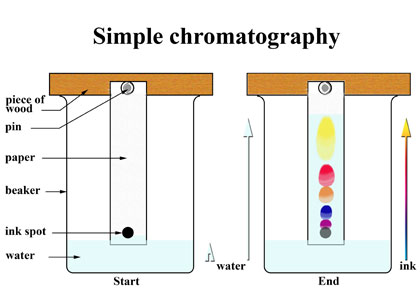 Simple chromatography
piece of
wood
pin
paper
beaker
ink spot
water
water
ink
Start
End